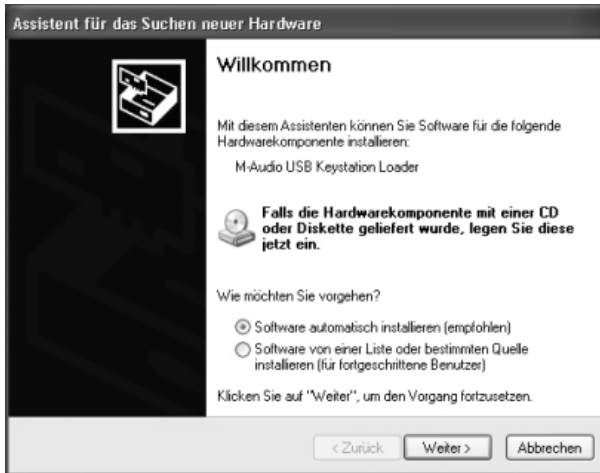 Assistent für das Suchen neuer Hardware
Willkommen
Mit diesem Assistenten können Sie Software für die folgende
Hardwarekomponente installieren:
M-Audio USB Keystation Loader
Falls die Hardwarekomponente mit einer CD
oder Diskette geliefert wurde, legen Sie diese
jetzt ein.
Wie möchten Sie vorgehen?
Software automatisch installieren (empfohlen)
Software von einer Liste oder bestimmten Quelle
installieren (für fortgeschrittene Benutzer)
Klicken Sie auf "Weiter", um den Vorgang fortzusetzen.
< Zurück Weiter > Abbrechen